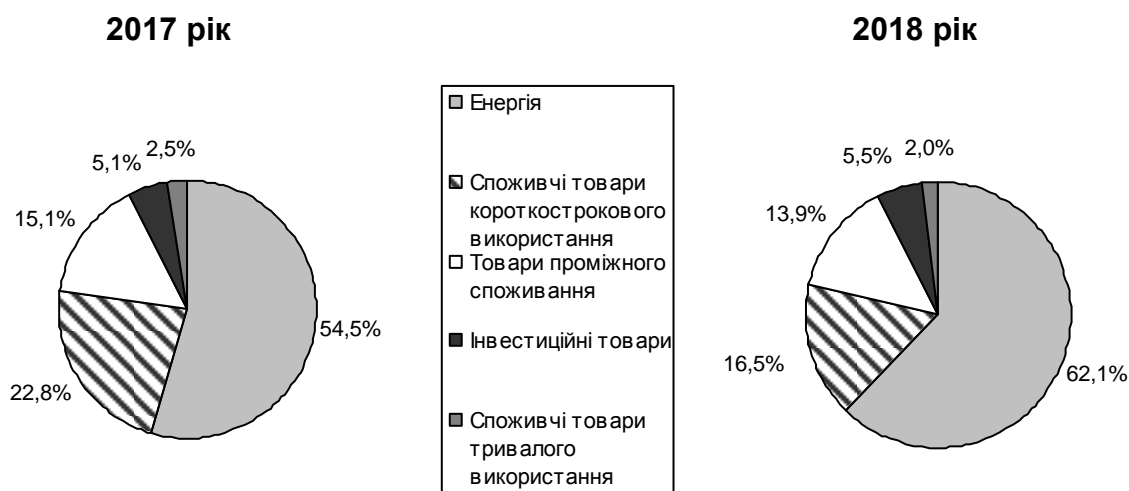 2017 рік
2018 рік
2,5%
5,1%
15,1%
22,8%
54,5%
Енергія
Споживчі товари
короткострокового
використання
Товари проміжного
споживання
Інвестиційні товари
Споживчі товари
тривалого
використання
2,0%
5,5%
13,9%
16,5%
62,1%